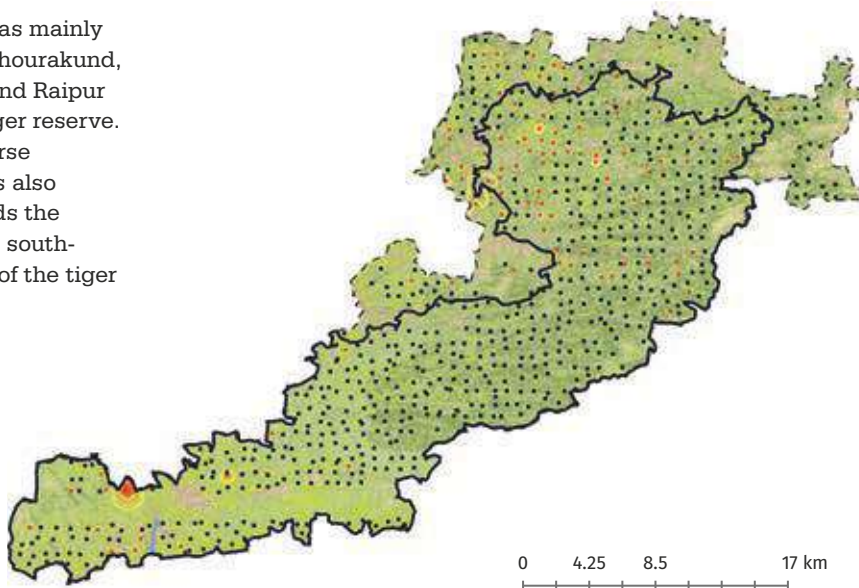 as mainly
hourakund,
nd Raipur
ger reserve.
rse
s also
ds the
south-
of the tiger
0 4.25 8.5 17 km